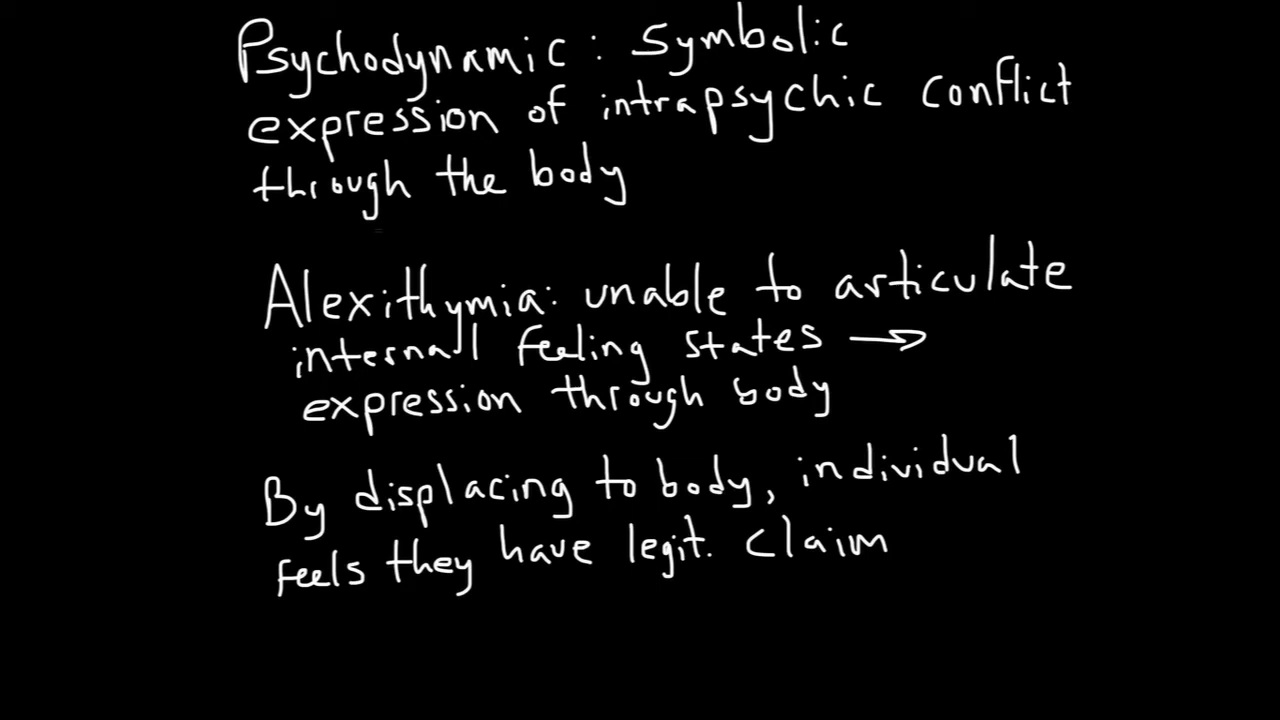 Psychodynamic: Symbolic
expression of intrapsychic conflict
through the body
Alexithymia: unable to articulate
internal feeling states →
expression through body
By displacing to body, individual
feels they have legit. claim